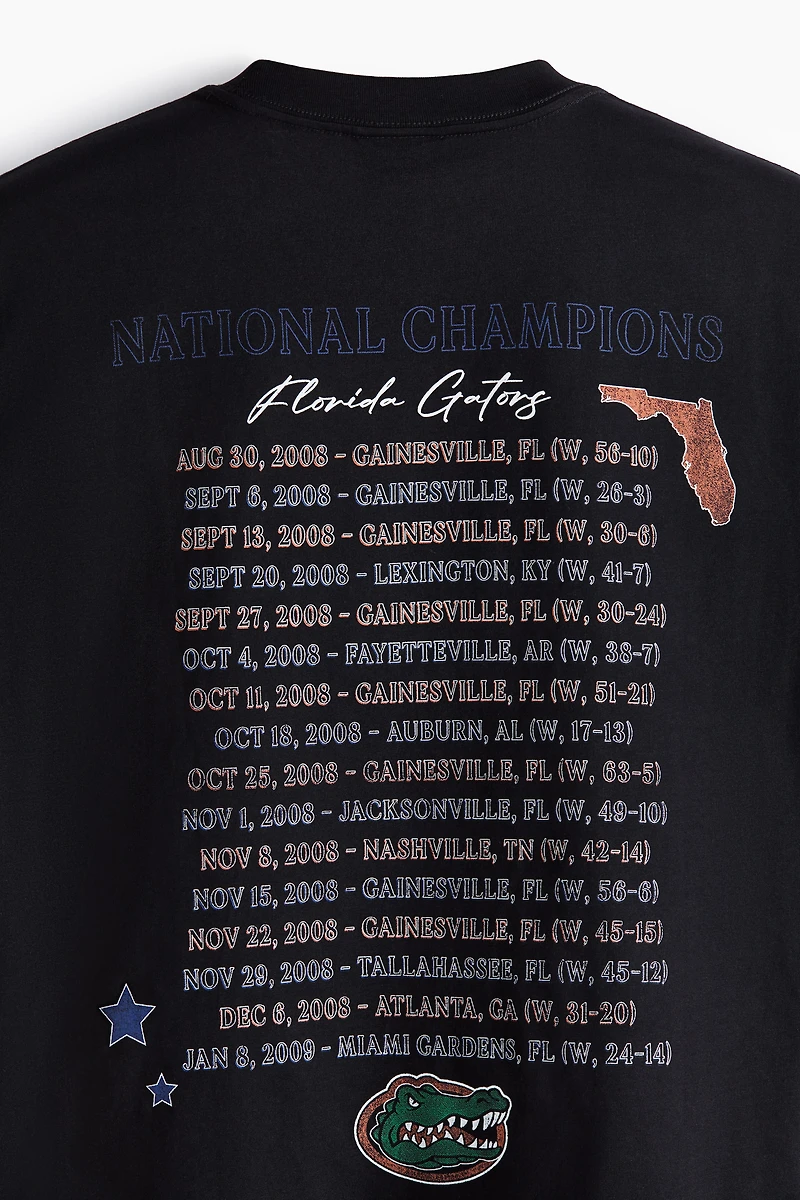 NATIONAL CHAMPIONS
Florida Gators
AUG 30, 2008 - GAINESVILLE, FL (W, 56-10)
SEPT 6, 2008 - GAINESVILLE, FL (W, 26-3)
SEPT 13, 2008 - GAINESVILLE, FL (W, 30-6)
SEPT 20, 2008 - LEXINGTON, KY (W, 41-7)
SEPT 27, 2008 - GAINESVILLE, FL (W, 30-24)
OCT 4, 2008 - FAYETTEVILLE, AR (W, 38-7)
OCT 11, 2008 - GAINESVILLE, FL (W, 51-21)
OCT 18, 2008 - AUBURN, AL (W, 17-13)
OCT 25, 2008 - GAINESVILLE, FL (W, 63-5)
NOV 1, 2008 - JACKSONVILLE, FL (W, 49-10)
NOV 8, 2008 - NASHVILLE, TN (W, 42-14)
NOV 15, 2008 - GAINESVILLE, FL (W, 56-6)
NOV 22, 2008 - GAINESVILLE, FL (W, 45-15)
NOV 29, 2008 - TALLAHASSEE, FL (W, 45-12)
DEC 6, 2008 - ATLANTA, GA (W, 31-20)
JAN 8, 2009 - MIAMI GARDENS, FL (W, 24-14)